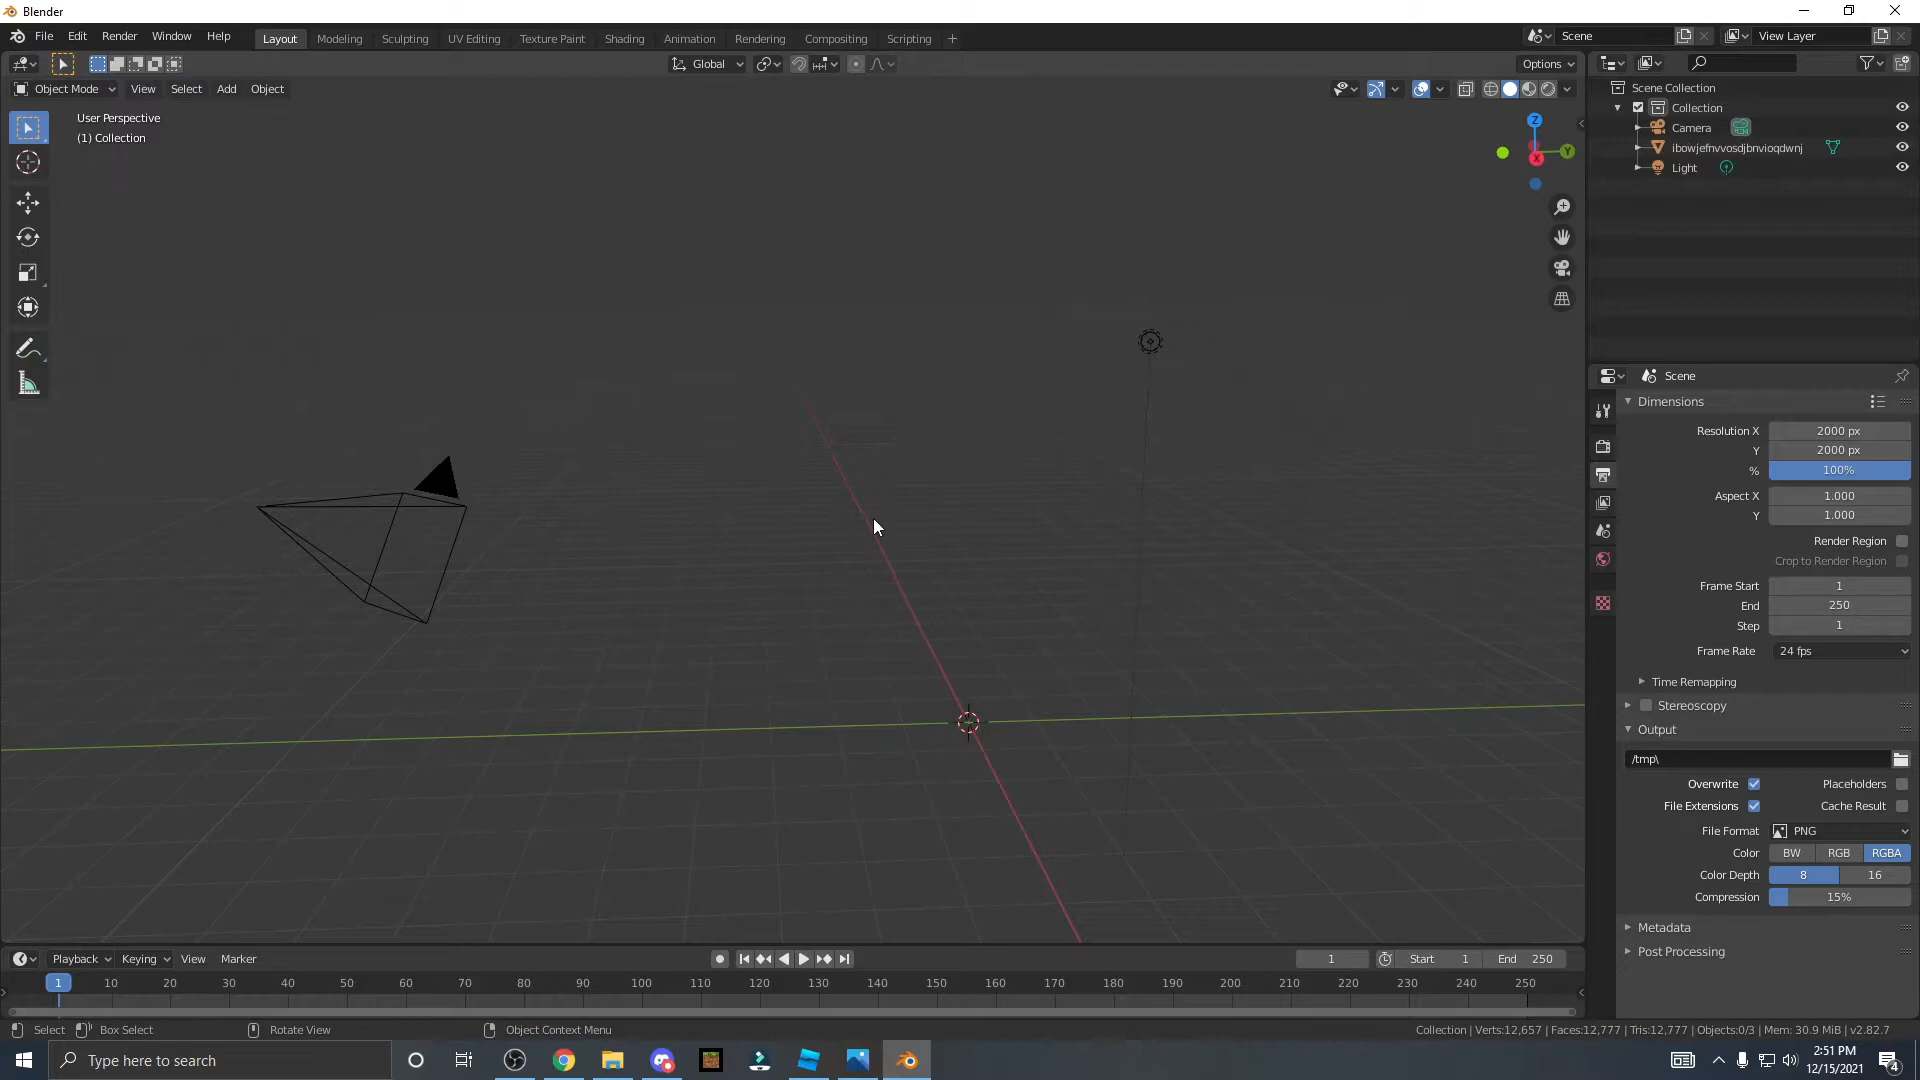 Blender
File Edit Render Window Help Layout Modeling Sculpting UV Editing Texture Paint Shading Animation Rendering Compositing Scripting + Scene View Layer
Global Options
Object Mode View Select Add Object
User Perspective
(1) Collection
Z
Y
X
Scene Collection
Collection
Camera
ibowjefnvvosdjbnvioqdwnj
Light
Scene
Dimensions
Resolution X 2000 px
Y 2000 px
% 100%
Aspect X 1.000
Y 1.000
Render Region
Crop to Render Region
Frame Start 1
End 250
Step 1
Frame Rate 24 fps
Time Remapping
Stereoscopy
Output
/tmp\
Overwrite Placeholders
File Extensions Cache Result
File Format PNG
Color BW RGB RGBA
Color Depth 8 16
Compression 15%
Metadata
Post Processing
Playback Keying View Marker 1 Start 1 End 250
1 10 20 30 40 50 60 70 80 90 100 110 120 130 140 150 160 170 180 190 200 210 220 230 240 250
Select Box Select Rotate View Object Context Menu Collection | Verts:12,657 | Faces:12,777 | Tris:12,777 | Objects:0/3 | Mem: 30.9 MiB | v2.82.7
Type here to search
2:51 PM
12/15/2021
4